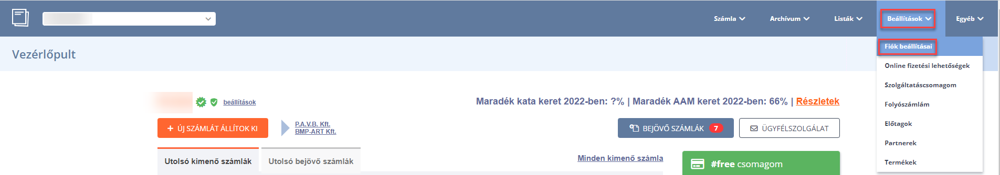 Számla Archívum Listák Beállítások Egyéb
Vezérlőpult
Fiók beállításai
Online fizetési lehetőségek
Szolgáltatáscsomagom
Folyószámlám
Előtagok
Partnerek
Termékek
beállítások
Maradék kata keret 2022-ben: ?% | Maradék AAM keret 2022-ben: 66% | Részletek
+ ÚJ SZÁMLÁT ÁLLÍTOK KI
P.A.V.B. Kft.
BMP-ART Kft.
BEJÖVŐ SZÁMLÁK 7
ÜGYFÉLSZOLGÁLAT
Utolsó kimenő számlák
Utolsó bejövő számlák
Minden kimenő számla
#free csomagom